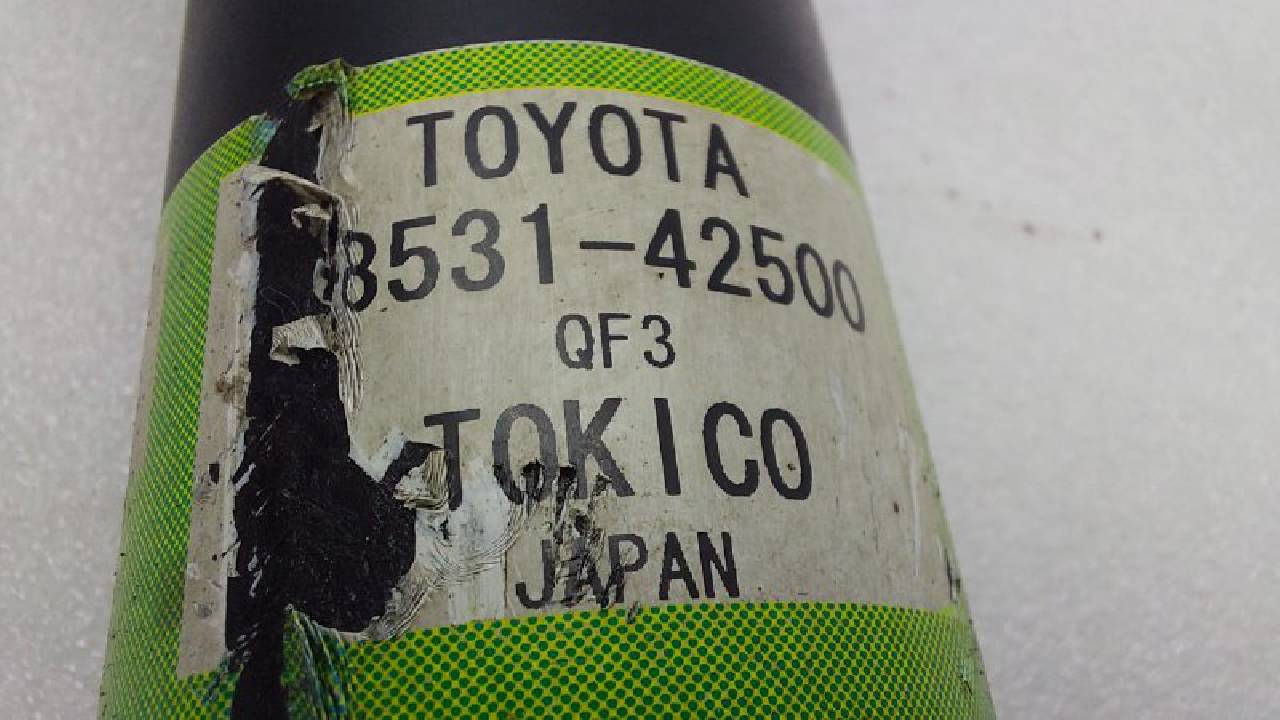 TOYOTA
8531-42500
QF3
TOKICO
JAPAN